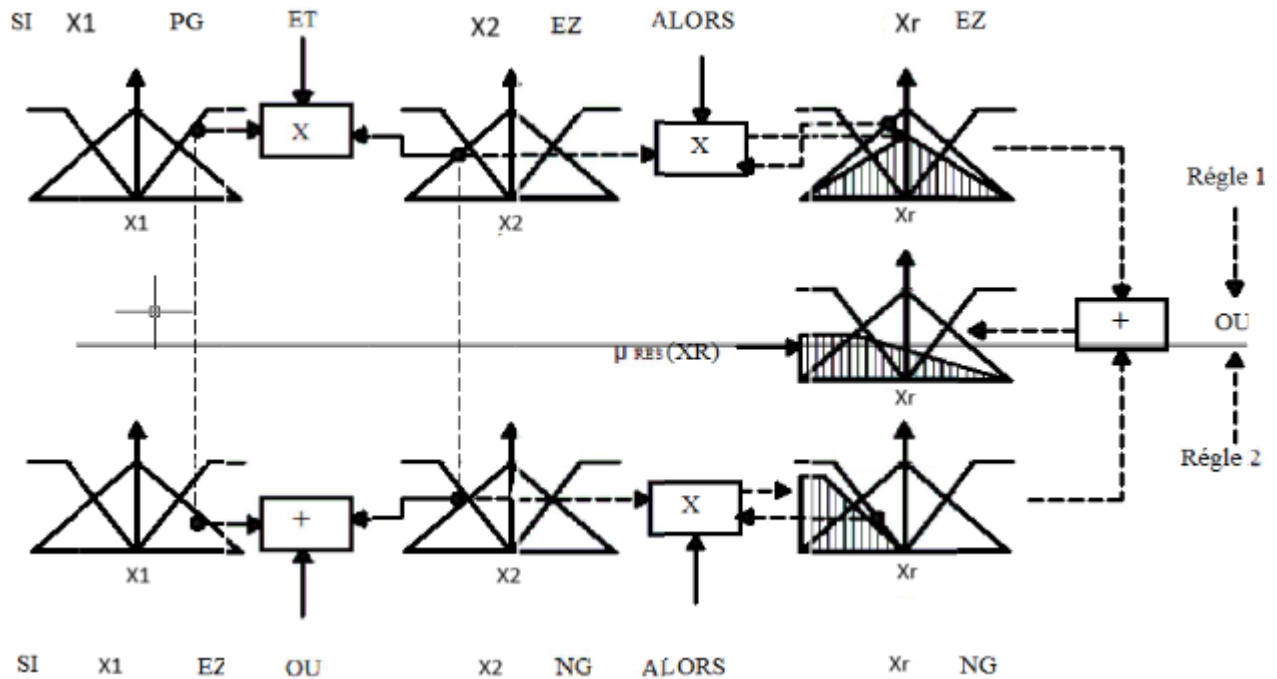 SI X1 PG ET X2 EZ ALORS Xr EZ
X X
X1 X2 Xr
Régle 1
+ OU
μ RES (XR)
Xr
Régle 2
+ X
X1 X2 Xr
SI X1 EZ OU X2 NG ALORS Xr NG